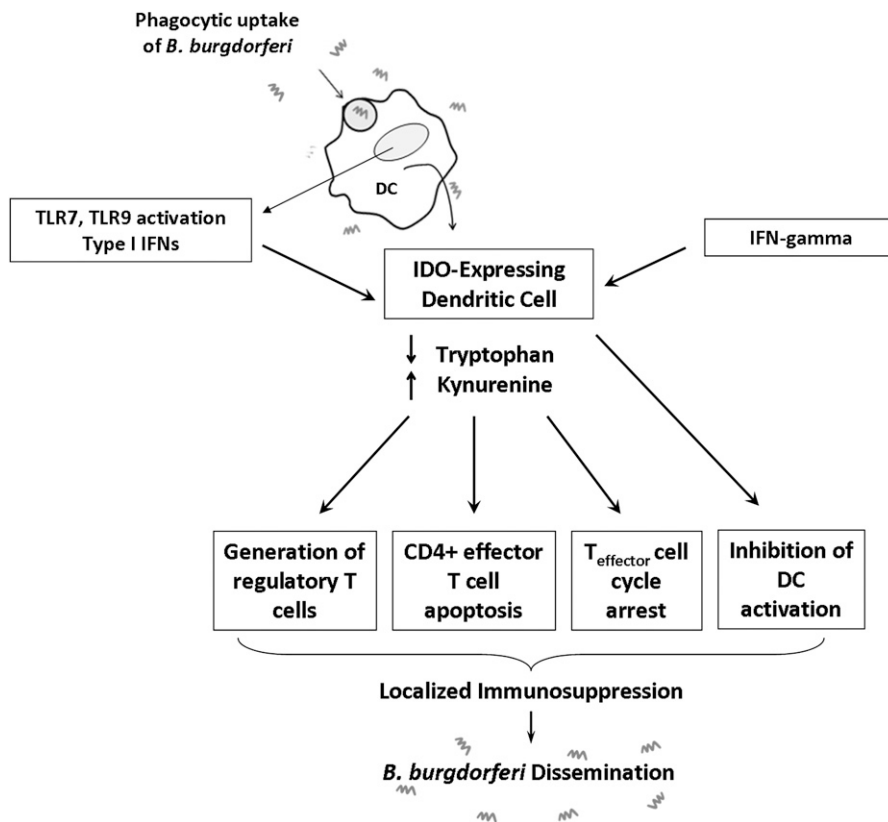 Phagocytic uptake
of B. burgdorferi
DC
TLR7, TLR9 activation
Type I IFNs
IFN-gamma
IDO-Expressing
Dendritic Cell
Tryptophan
Kynurenine
Generation of
regulatory T
cells
CD4+ effector
T cell
apoptosis
Teffector cell
cycle
arrest
Inhibition of
DC
activation
Localized Immunosuppression
B. burgdorferi Dissemination